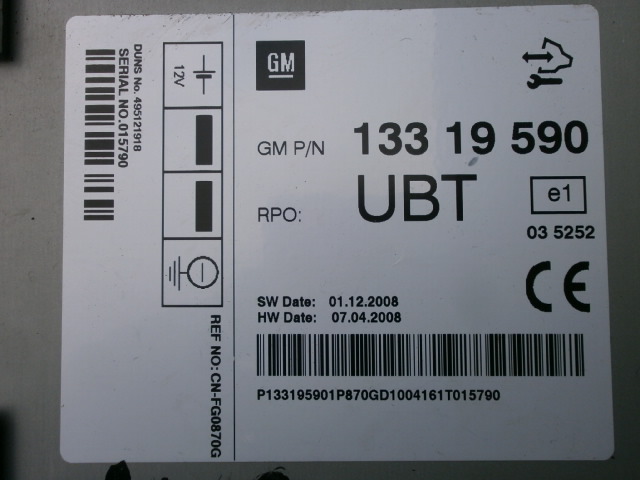 DUNS No. 495121918
SERIAL NO.015790
12V
REF NO: CN-FG0870G
GM
GM P/N 133 19 590
RPO: UBT
e1
03 5252
CE
SW Date: 01.12.2008
HW Date: 07.04.2008
P133195901P870GD1004161T015790